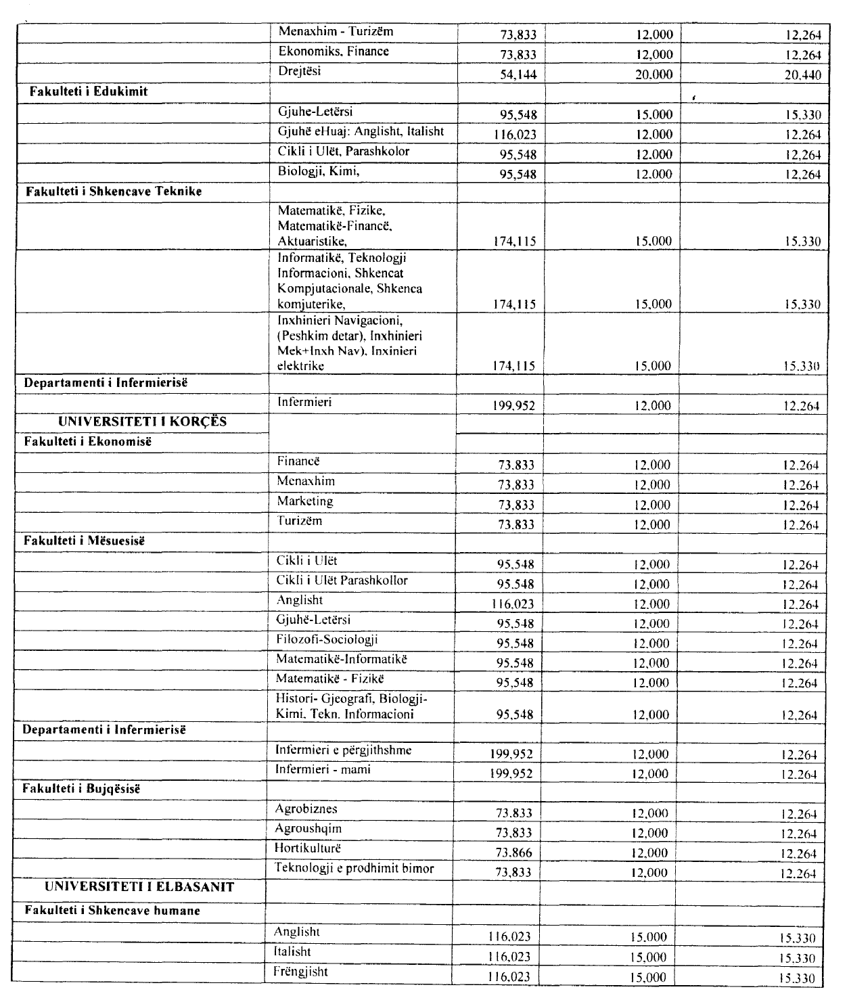 Menaxhim - Turizëm 73,833 12,000 12,264
Ekonomiks, Finance 73,833 12,000 12,264
Drejtësi 54,144 20.000 20.440
Fakulteti i Edukimit
Gjuhe-Letërsi 95,548 15,000 15,330
Gjuhë eHuaj: Anglisht, Italisht 116,023 12,000 12,264
Cikli i Ulët, Parashkolor 95,548 12.000 12,264
Biologji, Kimi, 95,548 12.000 12,264
Fakulteti i Shkencave Teknike
Matematikë, Fizike,
Matematikë-Financë,
Aktuaristike, 174,115 15.000 15.330
Informatikë, Teknologji
Informacioni, Shkencat
Kompjutacionale, Shkenca
komjuterike, 174,115 15,000 15,330
Inxhinieri Navigacioni,
(Peshkim detar), Inxhinieri
Mek+Inxh Nav), Inxinieri
elektrike 174,115 15.000 15.330
Departamenti i Infermierisë
Infermieri 199,952 12.000 12.264
UNIVERSITETI I KORÇËS
Fakulteti i Ekonomisë
Financë 73.833 12.000 12.264
Menaxhim 73,833 12,000 12.264
Marketing 73,833 12.000 12.264
Turizëm 73.833 12,000 12.264
Fakulteti i Mësuesisë
Cikli i Ulët 95,548 12,000 12.264
Cikli i Ulët Parashkollor 95.548 12,000 12.264
Anglisht 116,023 12.000 12.264
Gjuhë-Letërsi 95,548 12,000 12.264
Filozofi-Sociologji 95,548 12.000 12.264
Matematikë-Informatikë 95.548 12,000 12.264
Matematikë - Fizikë 95,548 12.000 12.264
Histori- Gjeografi, Biologji-
Kimi, Tekn. Informacioni 95,548 12,000 12,264
Departamenti i Infermierisë
Infermieri e përgjithshme 199,952 12,000 12.264
Infermieri - mami 199,952 12,000 12.264
Fakulteti i Bujqësisë
Agrobiznes 73.833 12,000 12.264
Agroushqim 73,833 12,000 12.264
Hortikulturë 73.866 12,000 12.264
Teknologji e prodhimit bimor 73,833 12,000 12.264
UNIVERSITETI I ELBASANIT
Fakulteti i Shkencave humane
Anglisht 116.023 15.000 15.330
Italisht 116,023 15,000 15.330
Frëngjisht 116.023 15,000 15.330